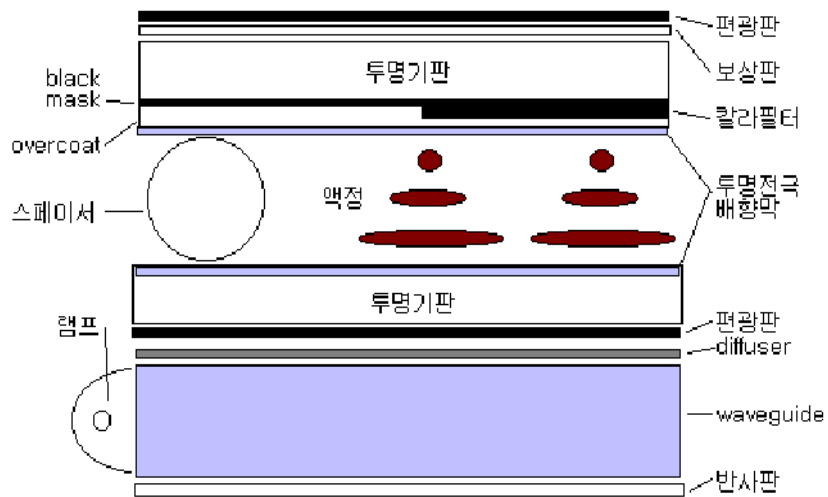 편광판
보상판
투명기판
black
mask
칼라필터
overcoat
액정
투명전극
배향막
스페이서
투명기판
램프
편광판
diffuser
waveguide
반사판